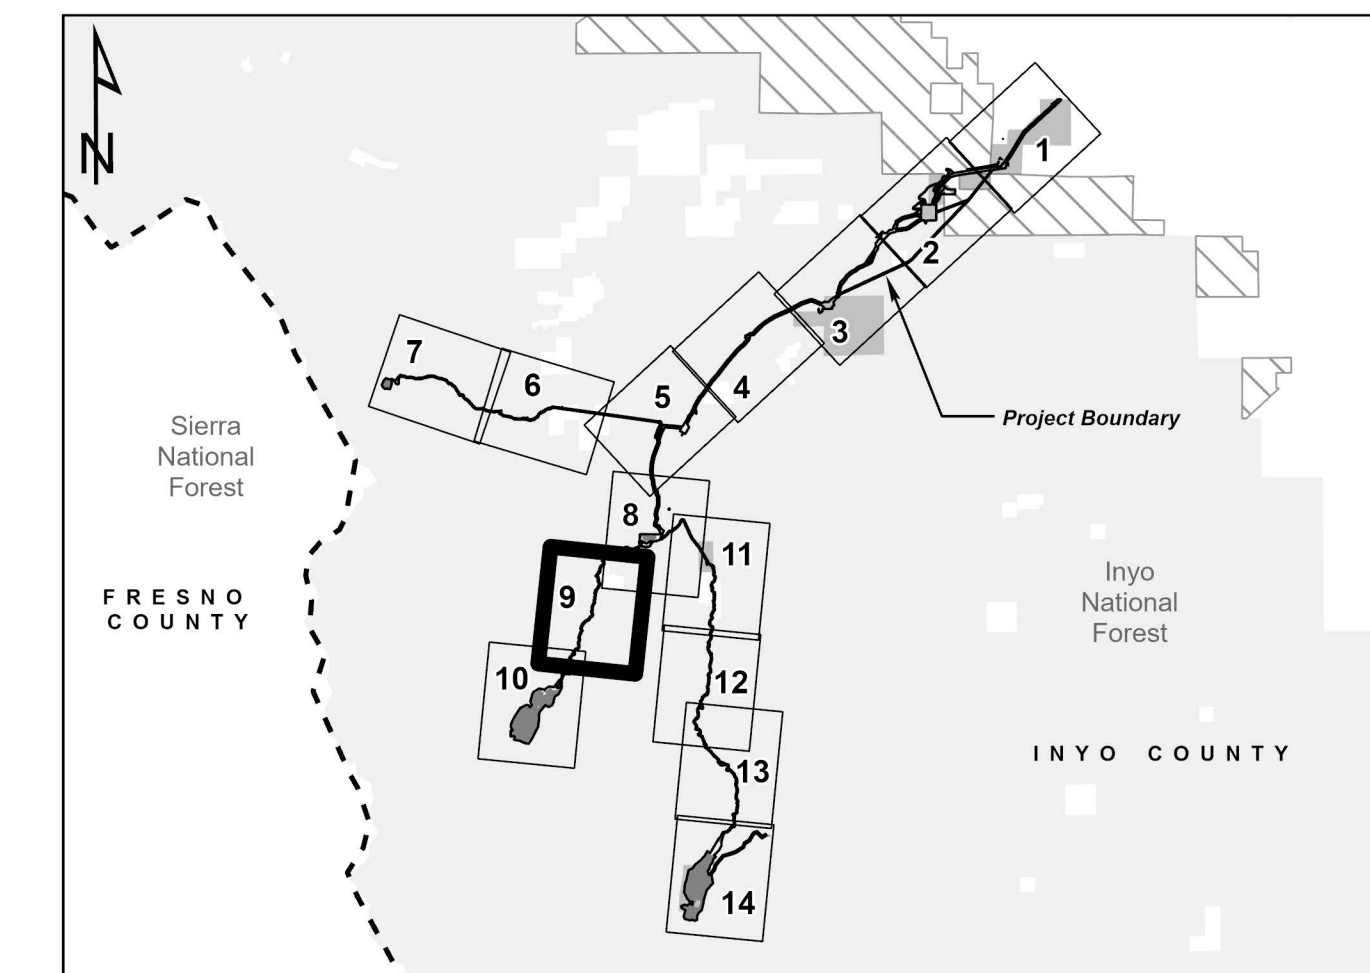 N
1
2
3
4
5
6
7
Project Boundary
Sierra
National
Forest
8
11
9
Inyo
National
Forest
FRESNO
COUNTY
10
12
INYO COUNTY
13
14